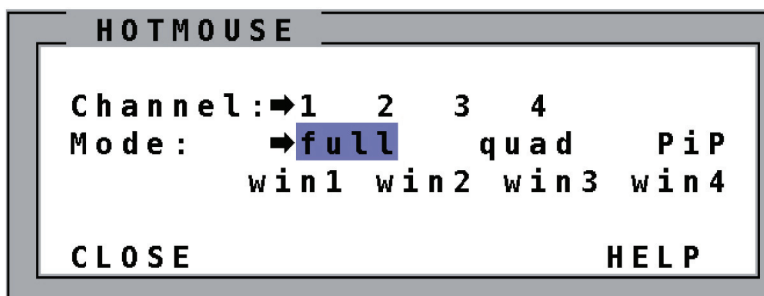 HOTMOUSE
Channel:➡1 2 3 4
Mode: ➡full quad PiP
win1 win2 win3 win4
CLOSE HELP